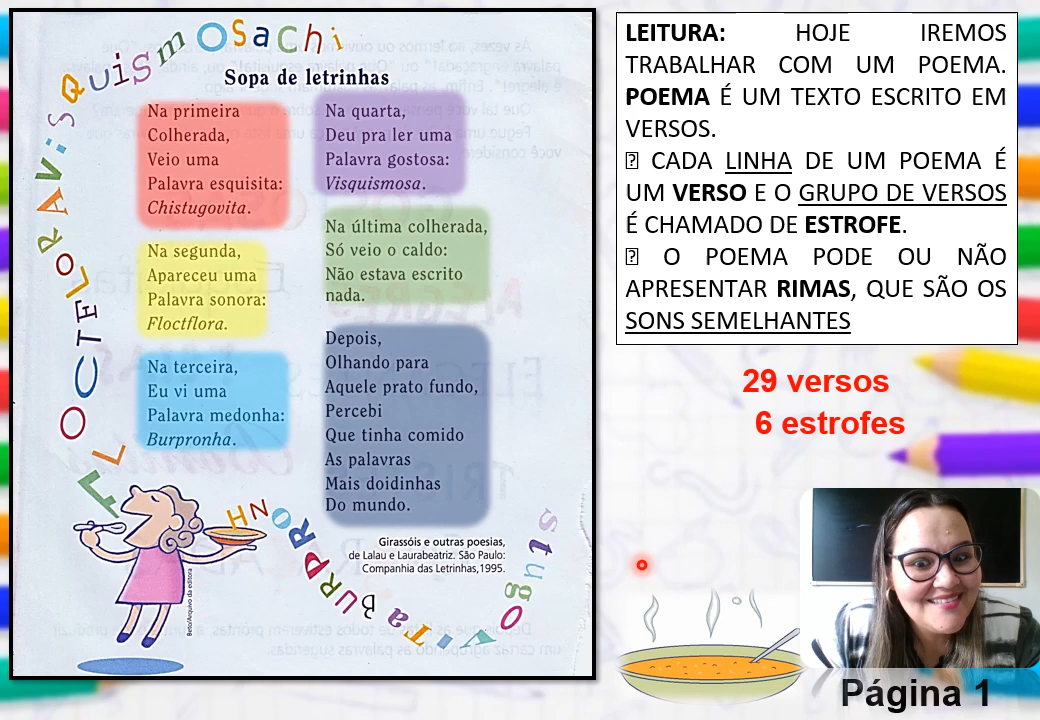 FLOCTELORAVisQuismOsachi
Sopa de letrinhas
Na primeira
Colherada,
Veio uma
Palavra esquisita:
Chistugovita.
Na segunda,
Apareceu uma
Palavra sonora:
Floctflora.
Na terceira,
Eu vi uma
Palavra medonha:
Burpronha.
Na quarta,
Deu pra ler uma
Palavra gostosa:
Visquismosa.
Na última colherada,
Só veio o caldo:
Não estava escrito
nada.
Depois,
Olhando para
Aquele prato fundo,
Percebi
Que tinha comido
As palavras
Mais doidinhas
Do mundo.
Girassóis e outras poesias,
de Lalau e Laurabeatriz. São Paulo:
Companhia das Letrinhas,1995.
Beto/Arquivo da editora
LEITURA: HOJE IREMOS
TRABALHAR COM UM POEMA.
POEMA É UM TEXTO ESCRITO EM
VERSOS.
CADA LINHA DE UM POEMA É
UM VERSO E O GRUPO DE VERSOS
É CHAMADO DE ESTROFE.
O POEMA PODE OU NÃO
APRESENTAR RIMAS, QUE SÃO OS
SONS SEMELHANTES
29 versos
6 estrofes
Página 1